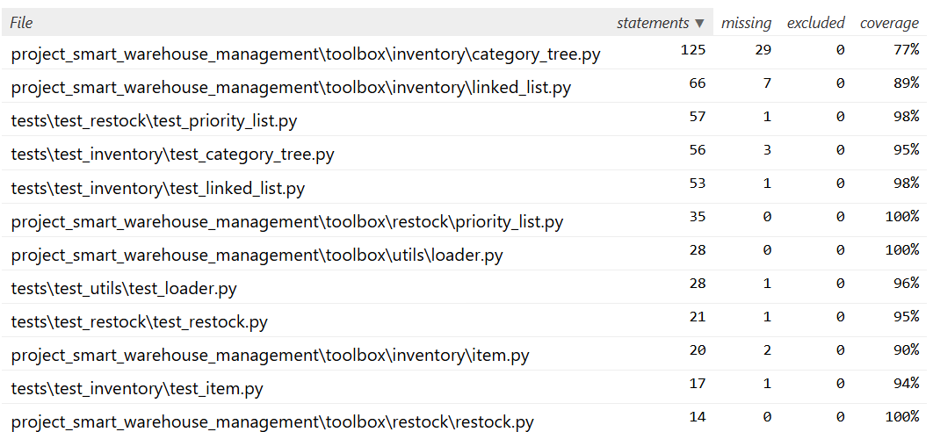 File statements ▼ missing excluded coverage
project_smart_warehouse_management\toolbox\inventory\category_tree.py 125 29 0 77%
project_smart_warehouse_management\toolbox\inventory\linked_list.py 66 7 0 89%
tests\test_restock\test_priority_list.py 57 1 0 98%
tests\test_inventory\test_category_tree.py 56 3 0 95%
tests\test_inventory\test_linked_list.py 53 1 0 98%
project_smart_warehouse_management\toolbox\restock\priority_list.py 35 0 0 100%
project_smart_warehouse_management\toolbox\utils\loader.py 28 0 0 100%
tests\test_utils\test_loader.py 28 1 0 96%
tests\test_restock\test_restock.py 21 1 0 95%
project_smart_warehouse_management\toolbox\inventory\item.py 20 2 0 90%
tests\test_inventory\test_item.py 17 1 0 94%
project_smart_warehouse_management\toolbox\restock\restock.py 14 0 0 100%